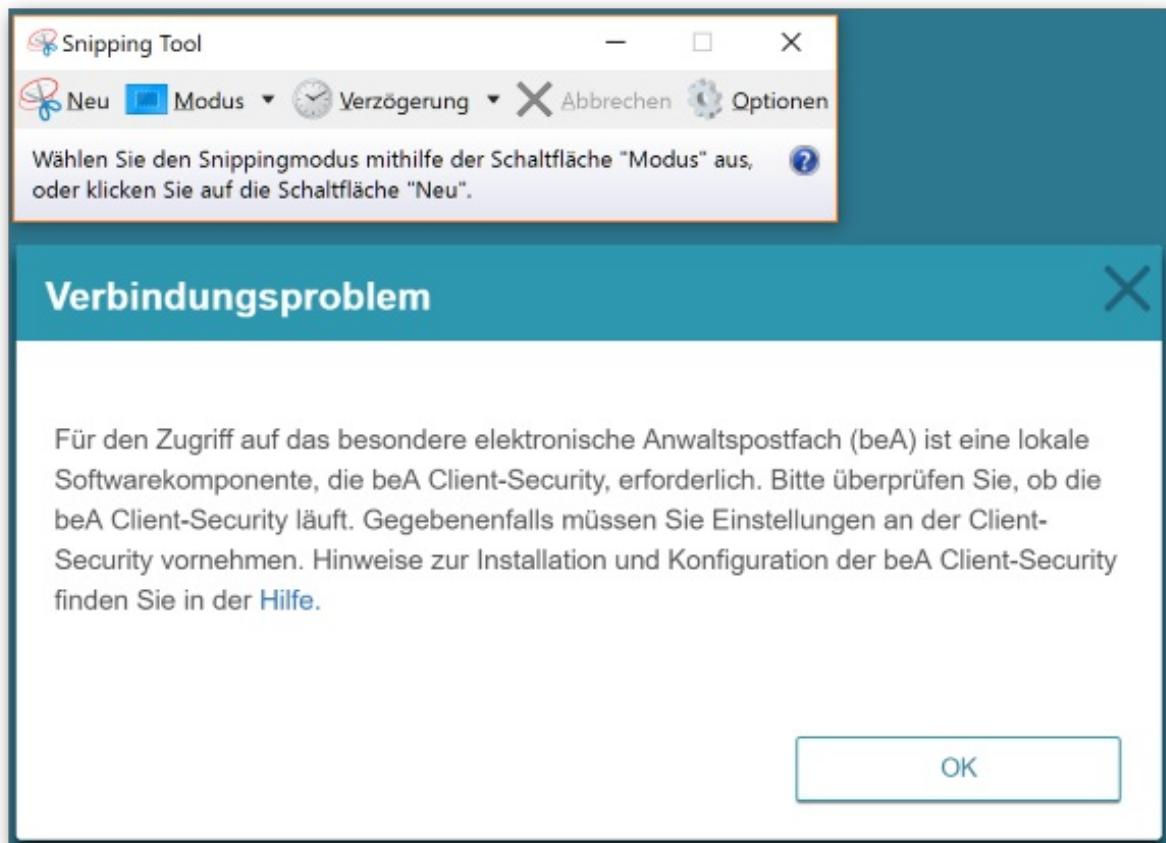 Snipping Tool
Neu Modus Verzögerung Abbrechen Optionen
Wählen Sie den Snippingmodus mithilfe der Schaltfläche "Modus" aus,
oder klicken Sie auf die Schaltfläche "Neu".
Verbindungsproblem
Für den Zugriff auf das besondere elektronische Anwaltspostfach (beA) ist eine lokale
Softwarekomponente, die beA Client-Security, erforderlich. Bitte überprüfen Sie, ob die
beA Client-Security läuft. Gegebenenfalls müssen Sie Einstellungen an der Client-
Security vornehmen. Hinweise zur Installation und Konfiguration der beA Client-Security
finden Sie in der Hilfe.
OK